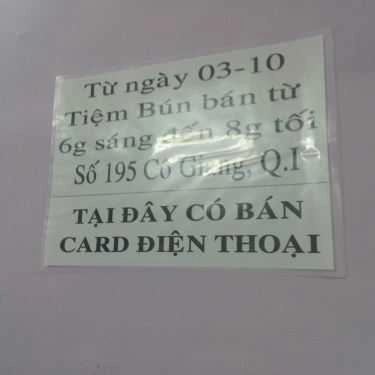 Từ ngày 03-10
Tiệm Bún bán từ
6g sáng đến 8g tối
Số 195 Cô Giang, Q.I
TẠI ĐÂY CÓ BÁN
CARD ĐIỆN THOẠI